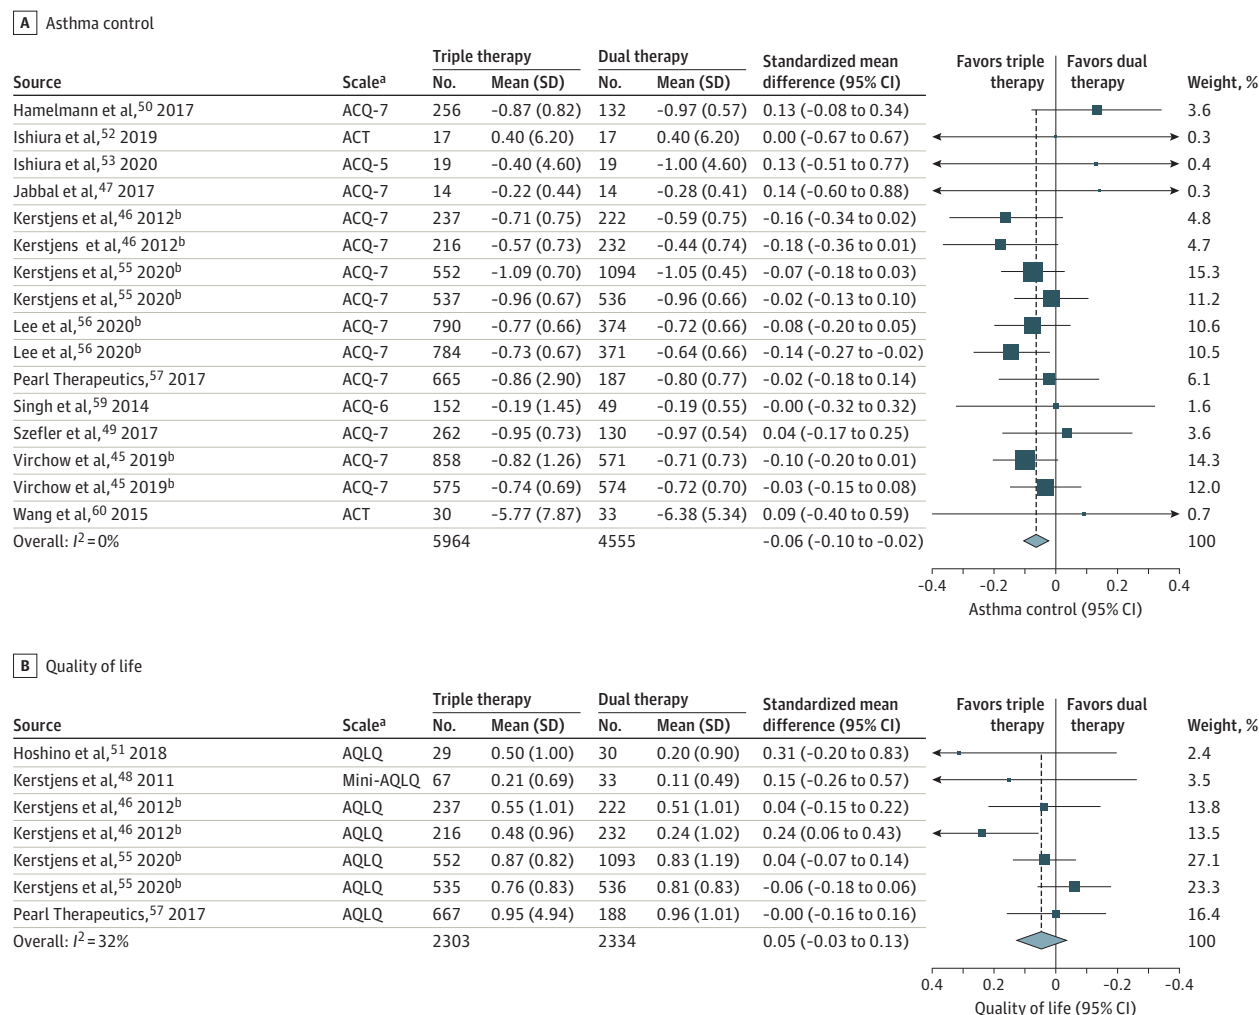 A Asthma control
Triple therapy Dual therapy Standardized mean difference (95% CI) Favors triple therapy Favors dual therapy
Source Scaleᵃ No. Mean (SD) No. Mean (SD) Weight, %
Hamelmann et al,⁵⁰ 2017 ACQ-7 256 -0.87 (0.82) 132 -0.97 (0.57) 0.13 (-0.08 to 0.34) 3.6
Ishiura et al,⁵² 2019 ACT 17 0.40 (6.20) 17 0.40 (6.20) 0.00 (-0.67 to 0.67) 0.3
Ishiura et al,⁵³ 2020 ACQ-5 19 -0.40 (4.60) 19 -1.00 (4.60) 0.13 (-0.51 to 0.77) 0.4
Jabbal et al,⁴⁷ 2017 ACQ-7 14 -0.22 (0.44) 14 -0.28 (0.41) 0.14 (-0.60 to 0.88) 0.3
Kerstjens et al,⁴⁶ 2012ᵇ ACQ-7 237 -0.71 (0.75) 222 -0.59 (0.75) -0.16 (-0.34 to 0.02) 4.8
Kerstjens et al,⁴⁶ 2012ᵇ ACQ-7 216 -0.57 (0.73) 232 -0.44 (0.74) -0.18 (-0.36 to 0.01) 4.7
Kerstjens et al,⁵⁵ 2020ᵇ ACQ-7 552 -1.09 (0.70) 1094 -1.05 (0.45) -0.07 (-0.18 to 0.03) 15.3
Kerstjens et al,⁵⁵ 2020ᵇ ACQ-7 537 -0.96 (0.67) 536 -0.96 (0.66) -0.02 (-0.13 to 0.10) 11.2
Lee et al,⁵⁶ 2020ᵇ ACQ-7 790 -0.77 (0.66) 374 -0.72 (0.66) -0.08 (-0.20 to 0.05) 10.6
Lee et al,⁵⁶ 2020ᵇ ACQ-7 784 -0.73 (0.67) 371 -0.64 (0.66) -0.14 (-0.27 to -0.02) 10.5
Pearl Therapeutics,⁵⁷ 2017 ACQ-7 665 -0.86 (2.90) 187 -0.80 (0.77) -0.02 (-0.18 to 0.14) 6.1
Singh et al,⁵⁹ 2014 ACQ-6 152 -0.19 (1.45) 49 -0.19 (0.55) -0.00 (-0.32 to 0.32) 1.6
Szefler et al,⁴⁹ 2017 ACQ-7 262 -0.95 (0.73) 130 -0.97 (0.54) 0.04 (-0.17 to 0.25) 3.6
Virchow et al,⁴⁵ 2019ᵇ ACQ-7 858 -0.82 (1.26) 571 -0.71 (0.73) -0.10 (-0.20 to 0.01) 14.3
Virchow et al,⁴⁵ 2019ᵇ ACQ-7 575 -0.74 (0.69) 574 -0.72 (0.70) -0.03 (-0.15 to 0.08) 12.0
Wang et al,⁶⁰ 2015 ACT 30 -5.77 (7.87) 33 -6.38 (5.34) 0.09 (-0.40 to 0.59) 0.7
Overall: I²=0% 5964 4555 -0.06 (-0.10 to -0.02) 100
-0.4 -0.2 0 0.2 0.4
Asthma control (95% CI)
B Quality of life
Triple therapy Dual therapy Standardized mean difference (95% CI) Favors triple therapy Favors dual therapy
Source Scaleᵃ No. Mean (SD) No. Mean (SD) Weight, %
Hoshino et al,⁵¹ 2018 AQLQ 29 0.50 (1.00) 30 0.20 (0.90) 0.31 (-0.20 to 0.83) 2.4
Kerstjens et al,⁴⁸ 2011 Mini-AQLQ 67 0.21 (0.69) 33 0.11 (0.49) 0.15 (-0.26 to 0.57) 3.5
Kerstjens et al,⁴⁶ 2012ᵇ AQLQ 237 0.55 (1.01) 222 0.51 (1.01) 0.04 (-0.15 to 0.22) 13.8
Kerstjens et al,⁴⁶ 2012ᵇ AQLQ 216 0.48 (0.96) 232 0.24 (1.02) 0.24 (0.06 to 0.43) 13.5
Kerstjens et al,⁵⁵ 2020ᵇ AQLQ 552 0.87 (0.82) 1093 0.83 (1.19) 0.04 (-0.07 to 0.14) 27.1
Kerstjens et al,⁵⁵ 2020ᵇ AQLQ 535 0.76 (0.83) 536 0.81 (0.83) -0.06 (-0.18 to 0.06) 23.3
Pearl Therapeutics,⁵⁷ 2017 AQLQ 667 0.95 (4.94) 188 0.96 (1.01) -0.00 (-0.16 to 0.16) 16.4
Overall: I²=32% 2303 2334 0.05 (-0.03 to 0.13) 100
0.4 0.2 0 -0.2 -0.4
Quality of life (95% CI)